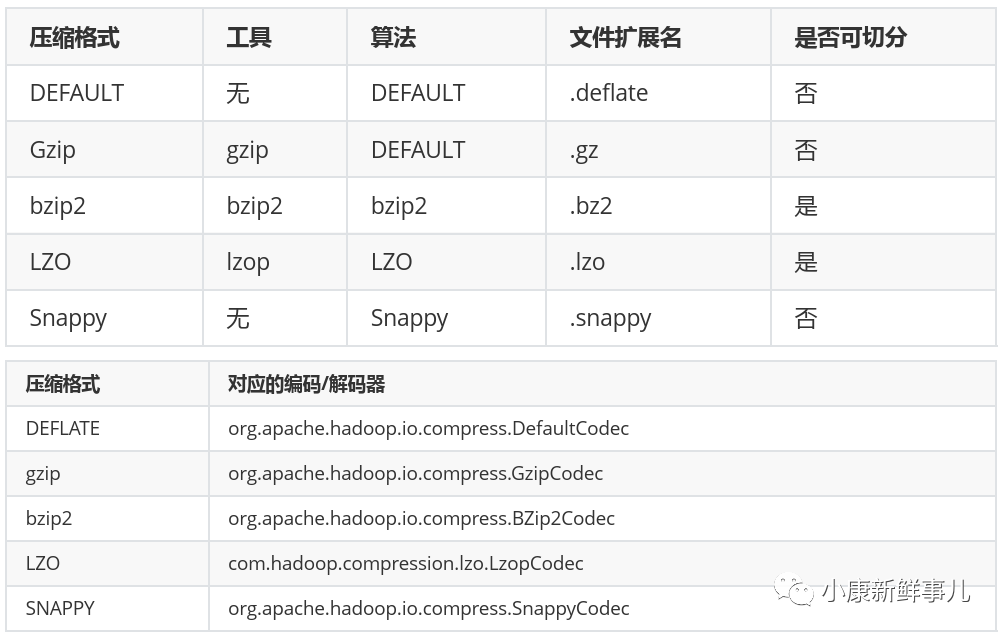 压缩格式 工具 算法 文件扩展名 是否可切分
DEFAULT 无 DEFAULT .deflate 否
Gzip gzip DEFAULT .gz 否
bzip2 bzip2 bzip2 .bz2 是
LZO lzop LZO .lzo 是
Snappy 无 Snappy .snappy 否
压缩格式 对应的编码/解码器
DEFLATE org.apache.hadoop.io.compress.DefaultCodec
gzip org.apache.hadoop.io.compress.GzipCodec
bzip2 org.apache.hadoop.io.compress.BZip2Codec
LZO com.hadoop.compression.lzo.LzopCodec
SNAPPY org.apache.hadoop.io.compress.SnappyCodec
小康新鲜事儿